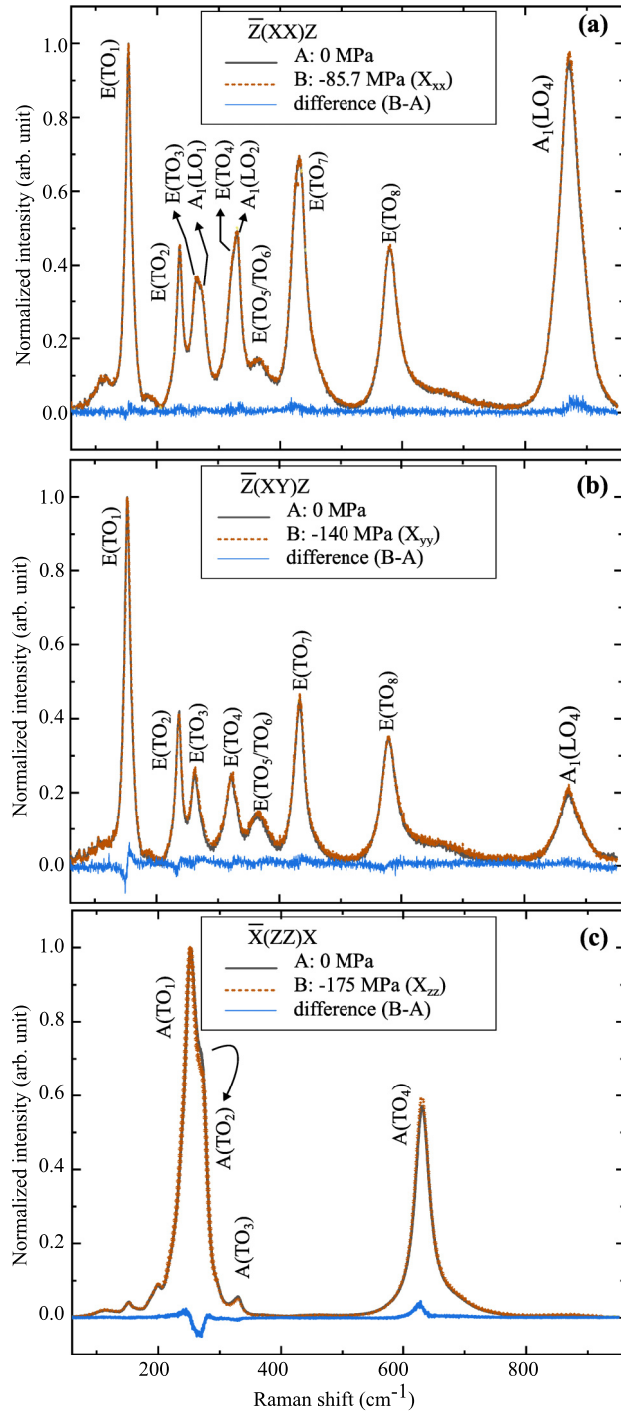 (a)
Z̅(XX)Z
A: 0 MPa
B: -85.7 MPa (Xxx)
difference (B-A)
E(TO₁)
E(TO₂)
E(TO₃)
A₁(LO₁)
E(TO₄)
A₁(LO₂)
E(TO₅/TO₆)
E(TO₇)
E(TO₈)
A₁(LO₄)
Normalized intensity (arb. unit)
1.0
0.8
0.6
0.4
0.2
0.0
(b)
Z̅(XY)Z
A: 0 MPa
B: -140 MPa (Xyy)
difference (B-A)
E(TO₁)
E(TO₂)
E(TO₃)
E(TO₄)
E(TO₅/TO₆)
E(TO₇)
E(TO₈)
A₁(LO₄)
Normalized intensity (arb. unit)
1.0
0.8
0.6
0.4
0.2
0.0
(c)
X̅(ZZ)X
A: 0 MPa
B: -175 MPa (Xzz)
difference (B-A)
A(TO₁)
A(TO₂)
A(TO₃)
A(TO₄)
Normalized intensity (arb. unit)
1.0
0.8
0.6
0.4
0.2
0.0
200 400 600 800
Raman shift (cm⁻¹)